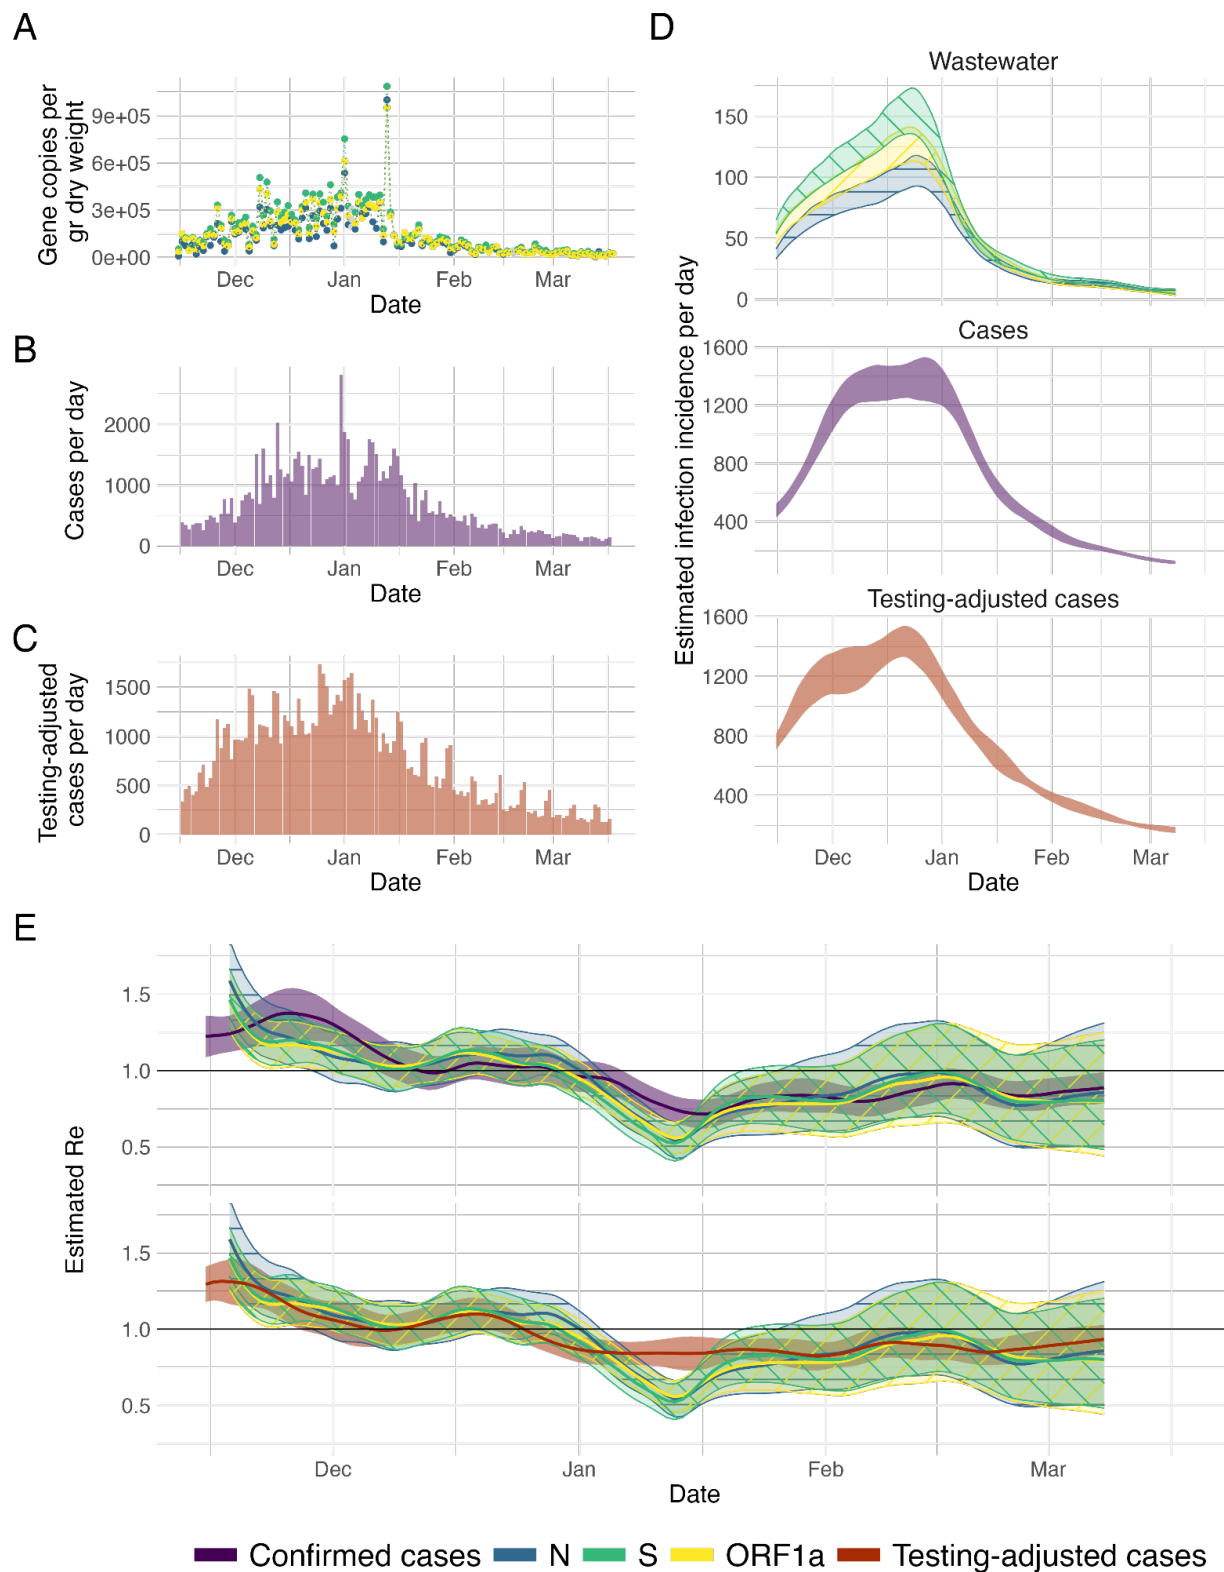 A
Gene copies per
gr dry weight
9e+05
6e+05
3e+05
0e+00
Dec Jan Feb Mar
Date
B
Cases per day
2000
1000
0
Dec Jan Feb Mar
Date
C
Testing-adjusted
cases per day
1500
1000
500
0
Dec Jan Feb Mar
Date
D
Estimated infection incidence per day
Wastewater
150
100
50
0
Cases
1600
1200
800
400
Testing-adjusted cases
1600
1200
800
400
Dec Jan Feb Mar
Date
E
Estimated Re
1.5
1.0
0.5
1.5
1.0
0.5
Dec Jan Feb Mar
Date
Confirmed cases N S ORF1a Testing-adjusted cases